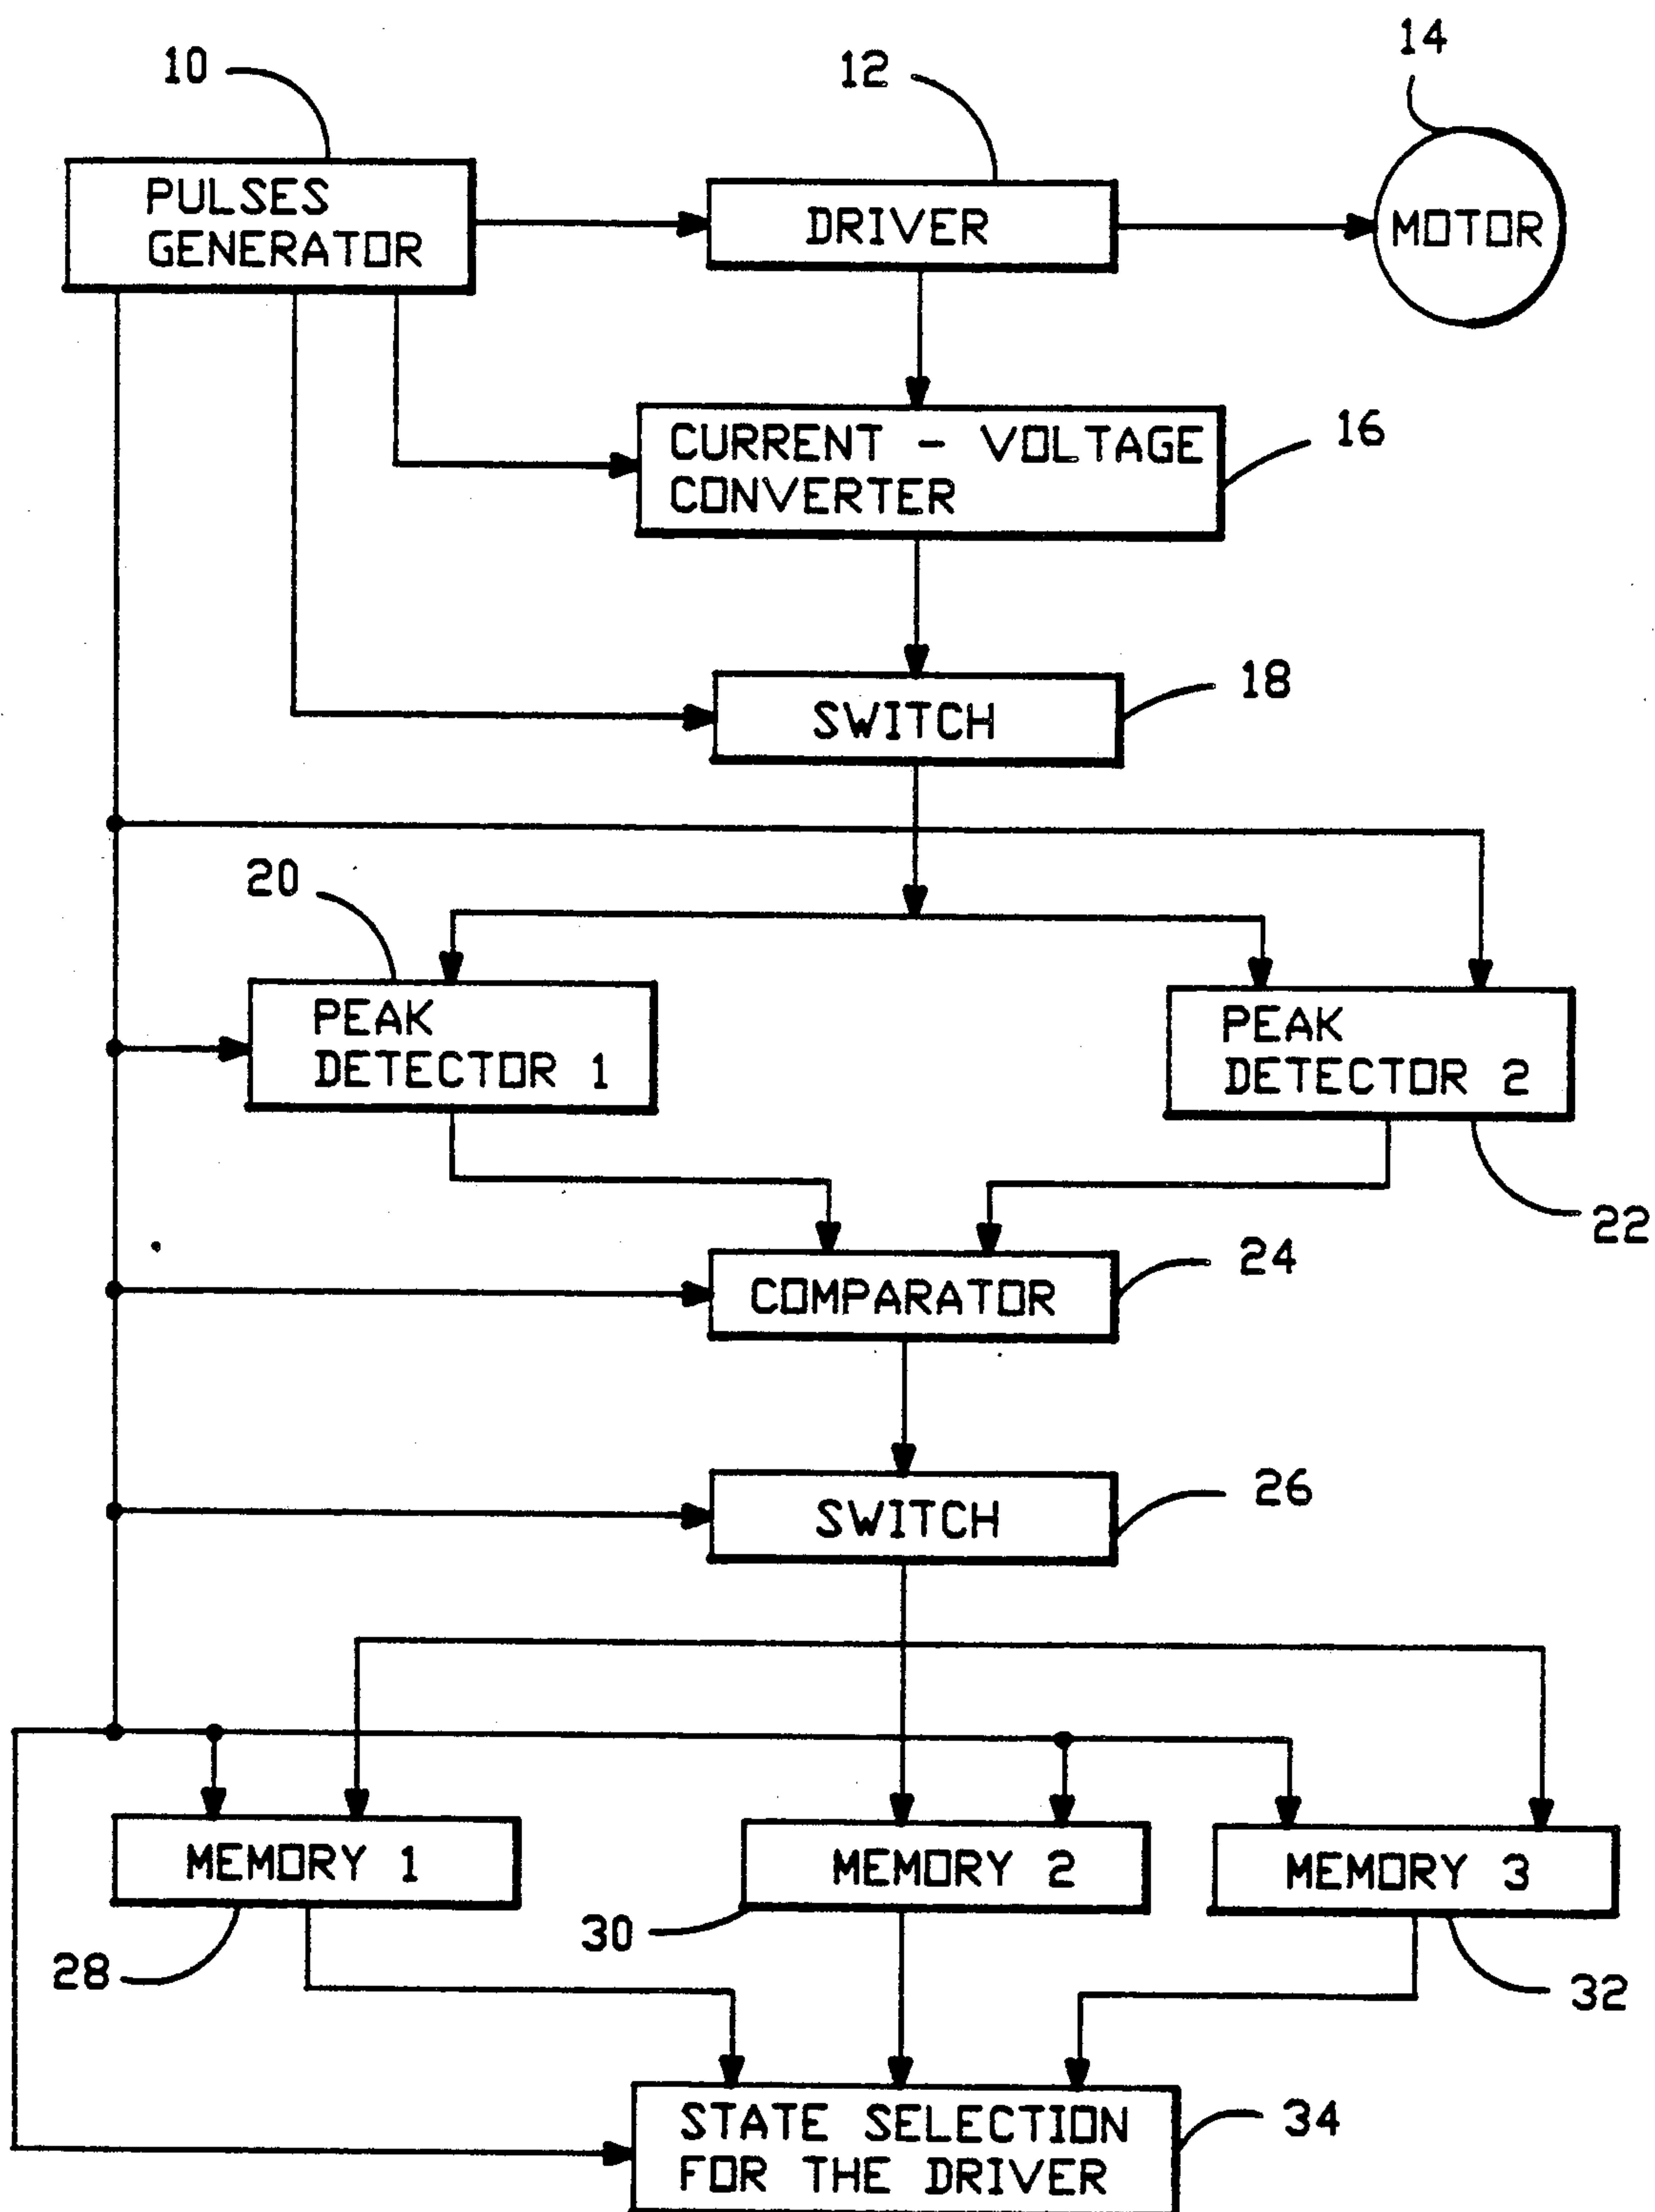 10
12
14
PULSES
GENERATOR
DRIVER
MOTOR
CURRENT - VOLTAGE
CONVERTER
16
SWITCH
18
20
PEAK
DETECTOR 1
PEAK
DETECTOR 2
22
COMPARATOR
24
SWITCH
26
MEMORY 1
MEMORY 2
MEMORY 3
28
30
32
STATE SELECTION
FOR THE DRIVER
34